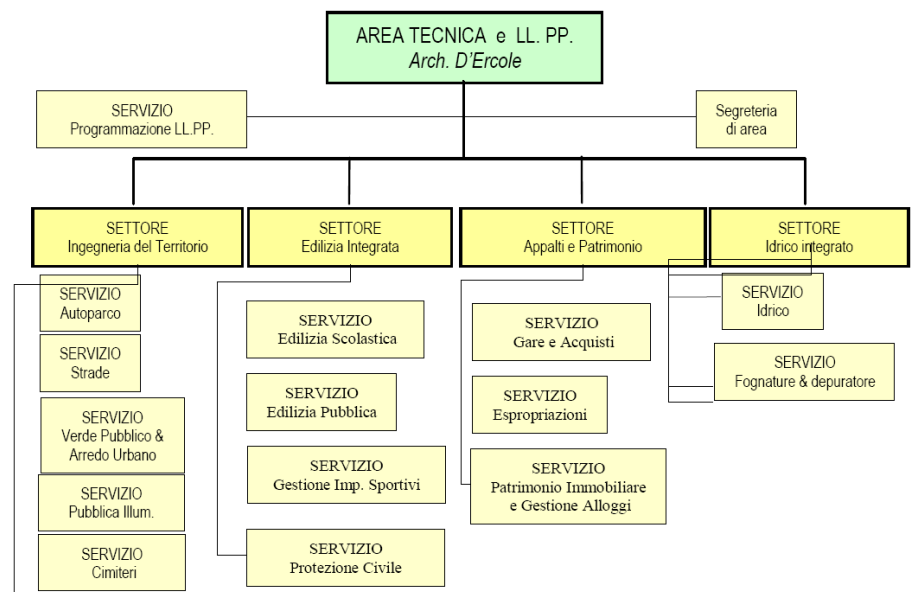 AREA TECNICA e LL. PP.
Arch. D'Ercole
SERVIZIO
Programmazione LL.PP.
Segreteria
di area
SETTORE
Ingegneria del Territorio
SETTORE
Edilizia Integrata
SETTORE
Appalti e Patrimonio
SETTORE
Idrico integrato
SERVIZIO
Autoparco
SERVIZIO
Strade
SERVIZIO
Verde Pubblico &
Arredo Urbano
SERVIZIO
Pubblica Illum.
SERVIZIO
Cimiteri
SERVIZIO
Edilizia Scolastica
SERVIZIO
Edilizia Pubblica
SERVIZIO
Gestione Imp. Sportivi
SERVIZIO
Protezione Civile
SERVIZIO
Gare e Acquisti
SERVIZIO
Espropriazioni
SERVIZIO
Patrimonio Immobiliare
e Gestione Alloggi
SERVIZIO
Idrico
SERVIZIO
Fognature & depuratore